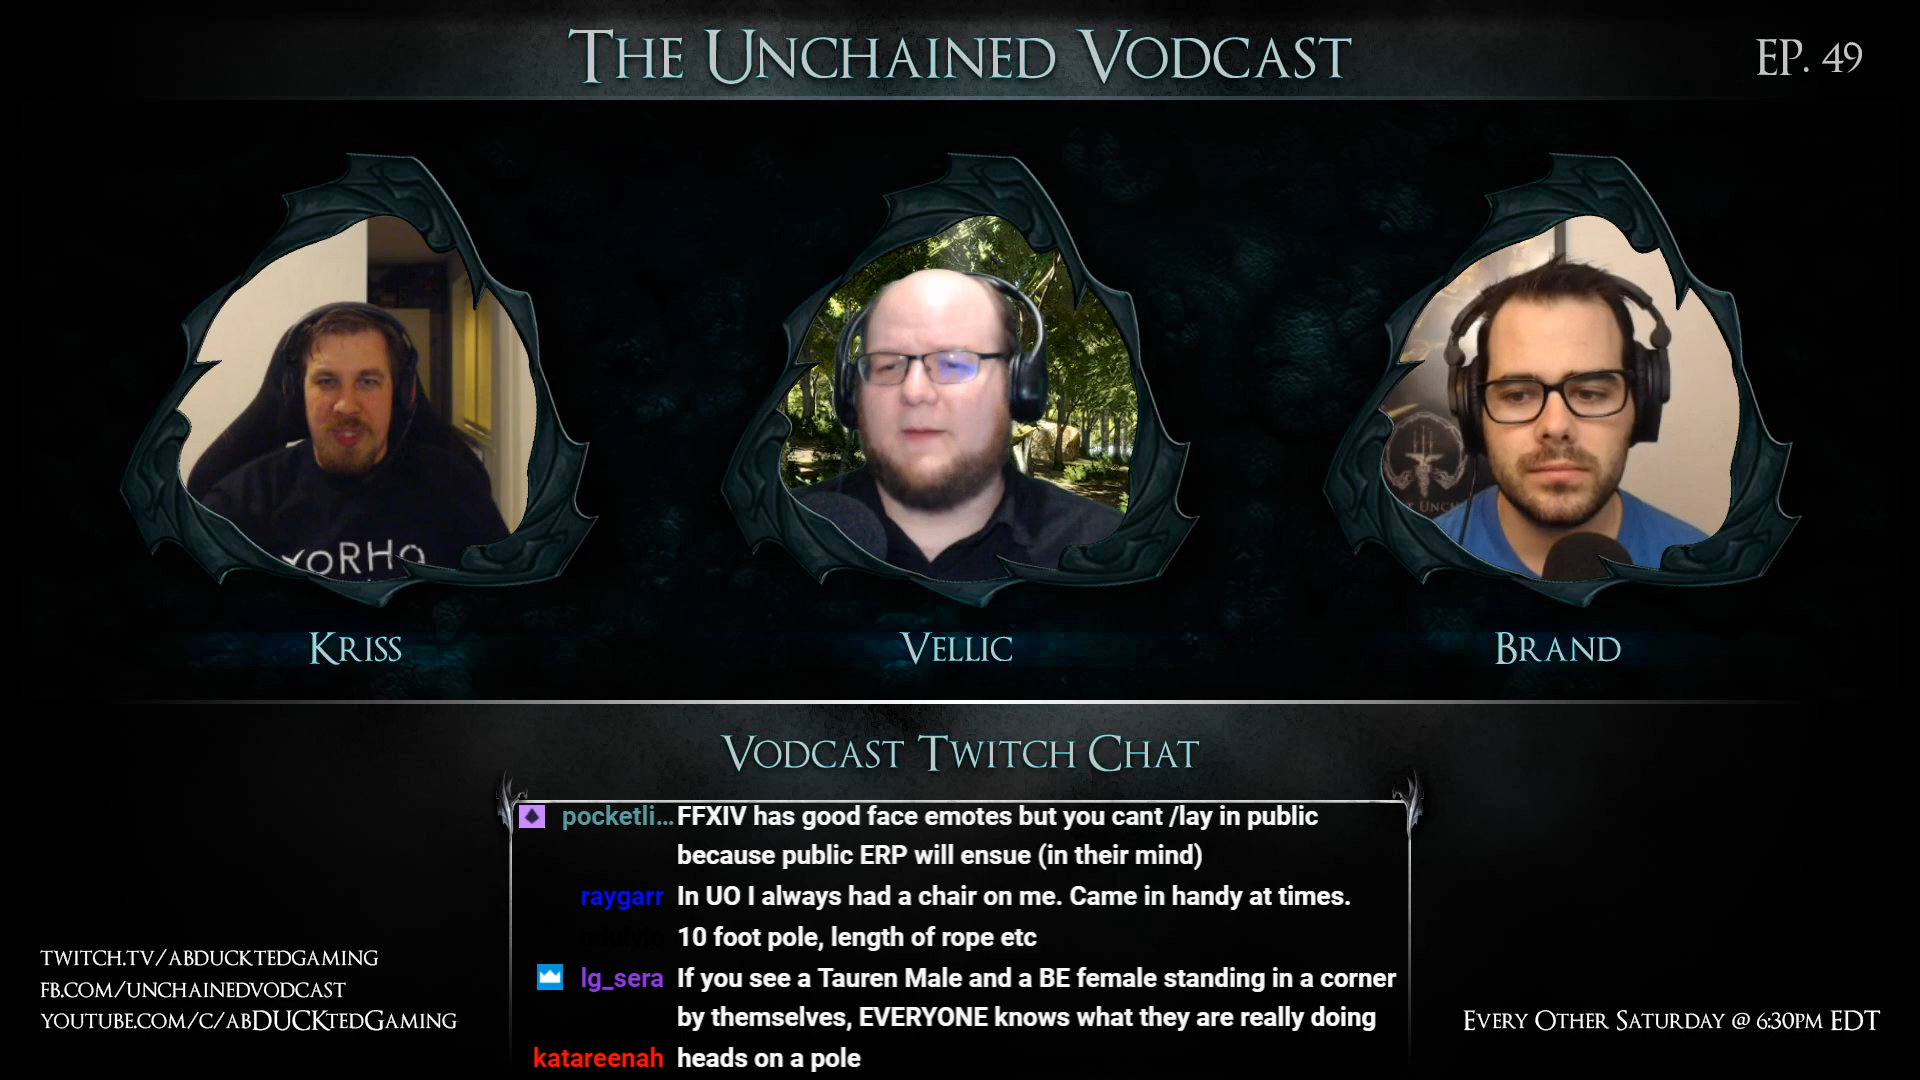 THE UNCHAINED VODCAST
EP. 49
YORHA
T UNCH
KRISS
VELLIC
BRAND
VODCAST TWITCH CHAT
pocketli... FFXIV has good face emotes but you cant /lay in public
because public ERP will ensue (in their mind)
raygarr In UO I always had a chair on me. Came in handy at times.
10 foot pole, length of rope etc
lg_sera If you see a Tauren Male and a BE female standing in a corner
by themselves, EVERYONE knows what they are really doing
katareenah heads on a pole
TWITCH.TV/ABDUCKTEDGAMING
FB.COM/UNCHAINEDVODCAST
YOUTUBE.COM/C/ABDUCKTEDGAMING
EVERY OTHER SATURDAY @ 6:30PM EDT